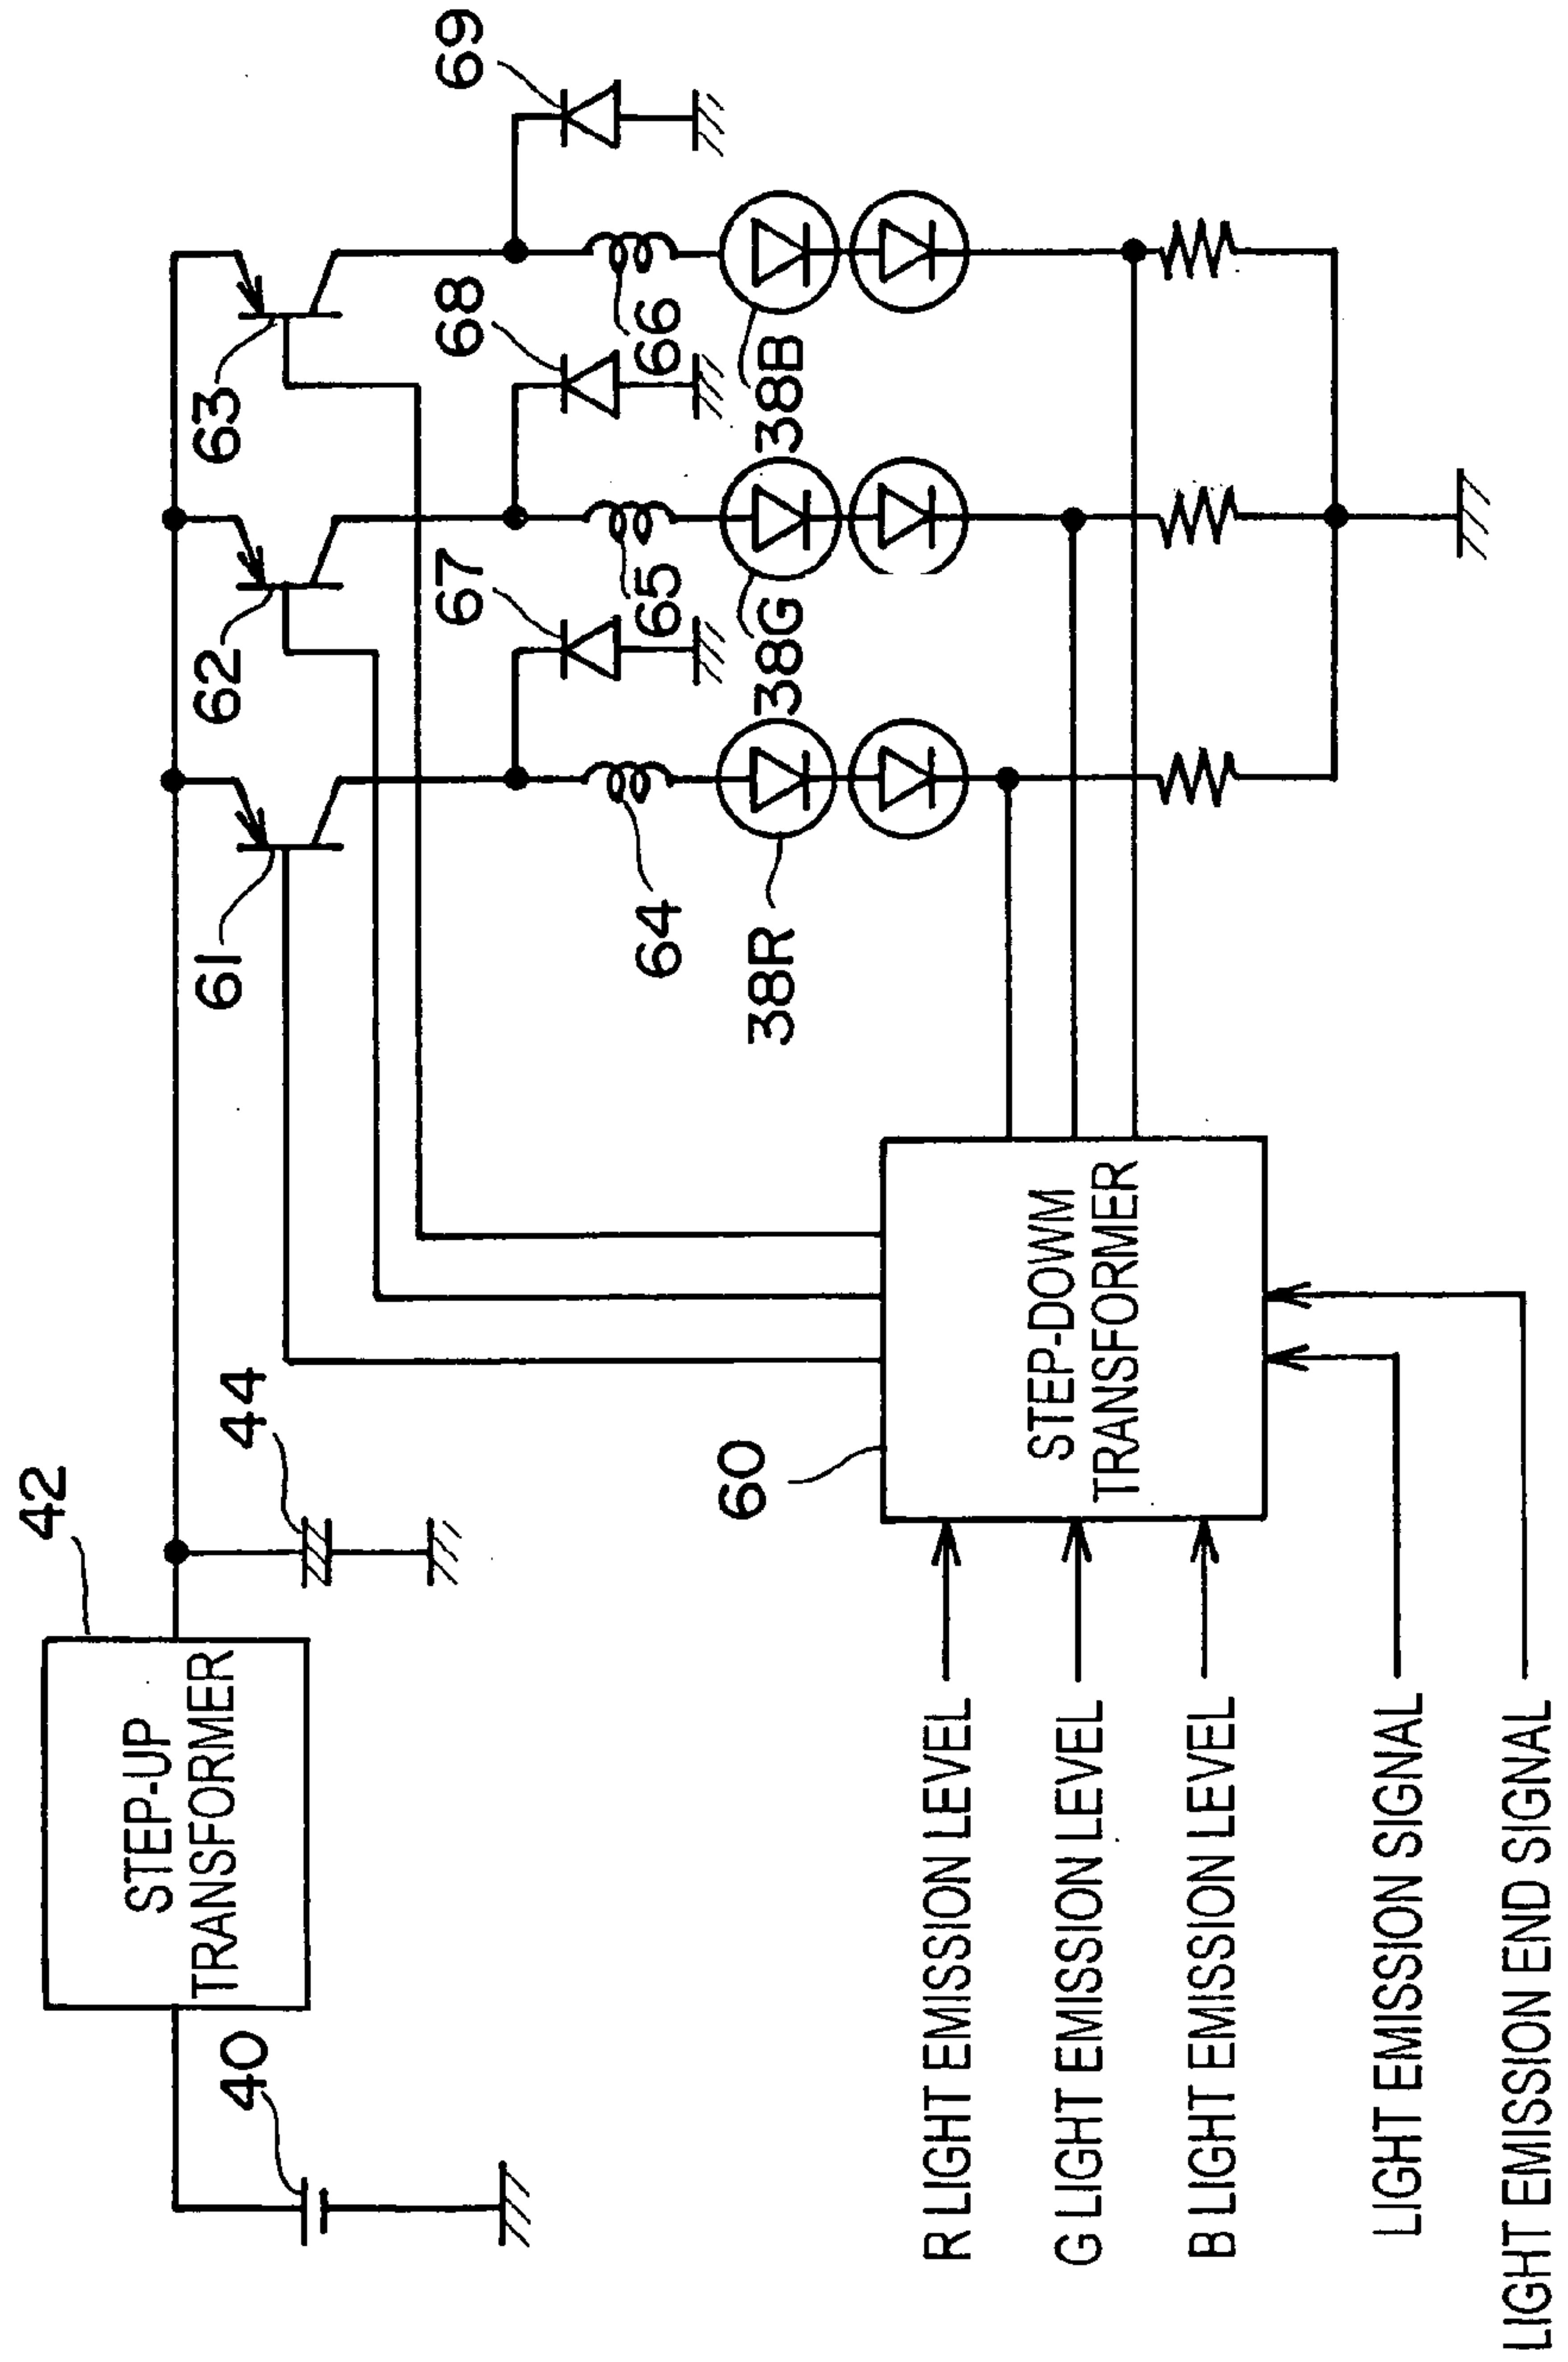 42
STEP-UP
TRANSFORMER
40
44
61
62
63
67
68
69
64
65
66
38R
38G
38B
60
STEP-DOWM
TRANSFORMER
R LIGHT EMISSION LEVEL
G LIGHT EMISSION LEVEL
B LIGHT EMISSION LEVEL
LIGHT EMISSION SIGNAL
LIGHT EMISSION END SIGNAL